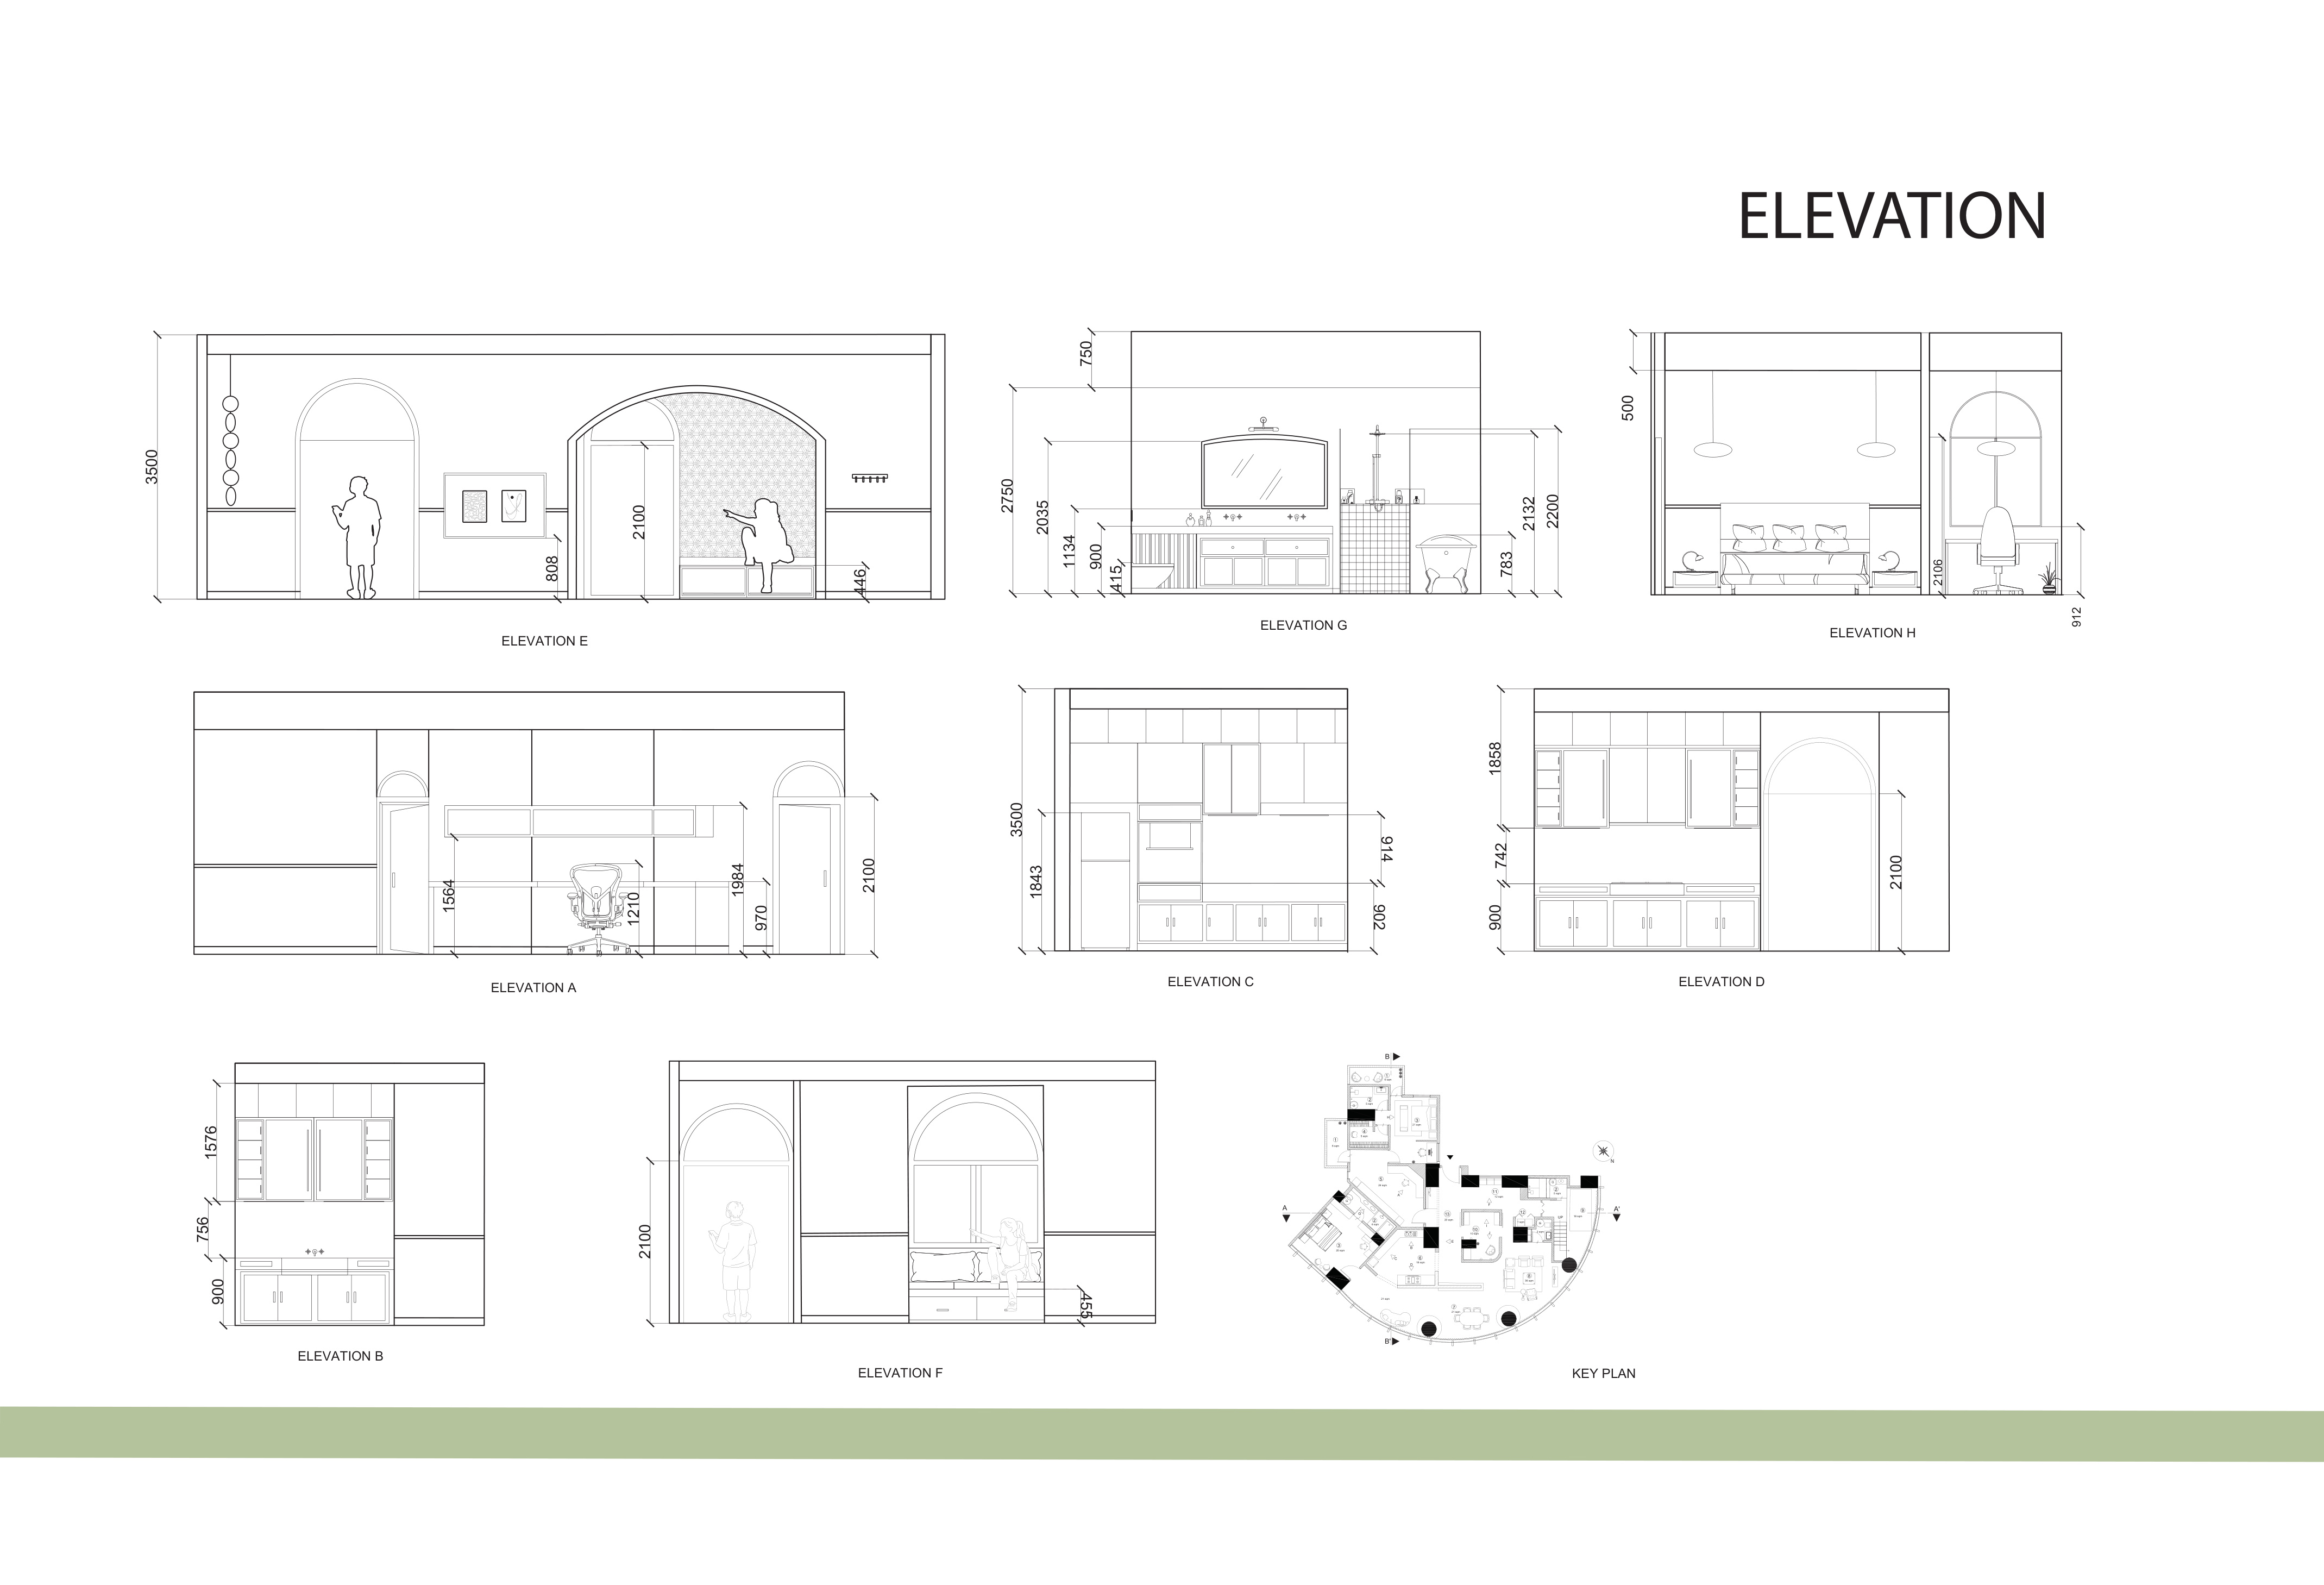 ELEVATION
3500
808
2100
446
ELEVATION E
750
2750
2035
1134
900
415
2132
2200
783
ELEVATION G
500
2106
912
ELEVATION H
1564
1210
1984
970
2100
ELEVATION A
3500
1843
914
902
ELEVATION C
1858
742
900
2100
ELEVATION D
1576
756
900
ELEVATION B
2100
455
ELEVATION F
B
A
A'
N
UP
B'
KEY PLAN